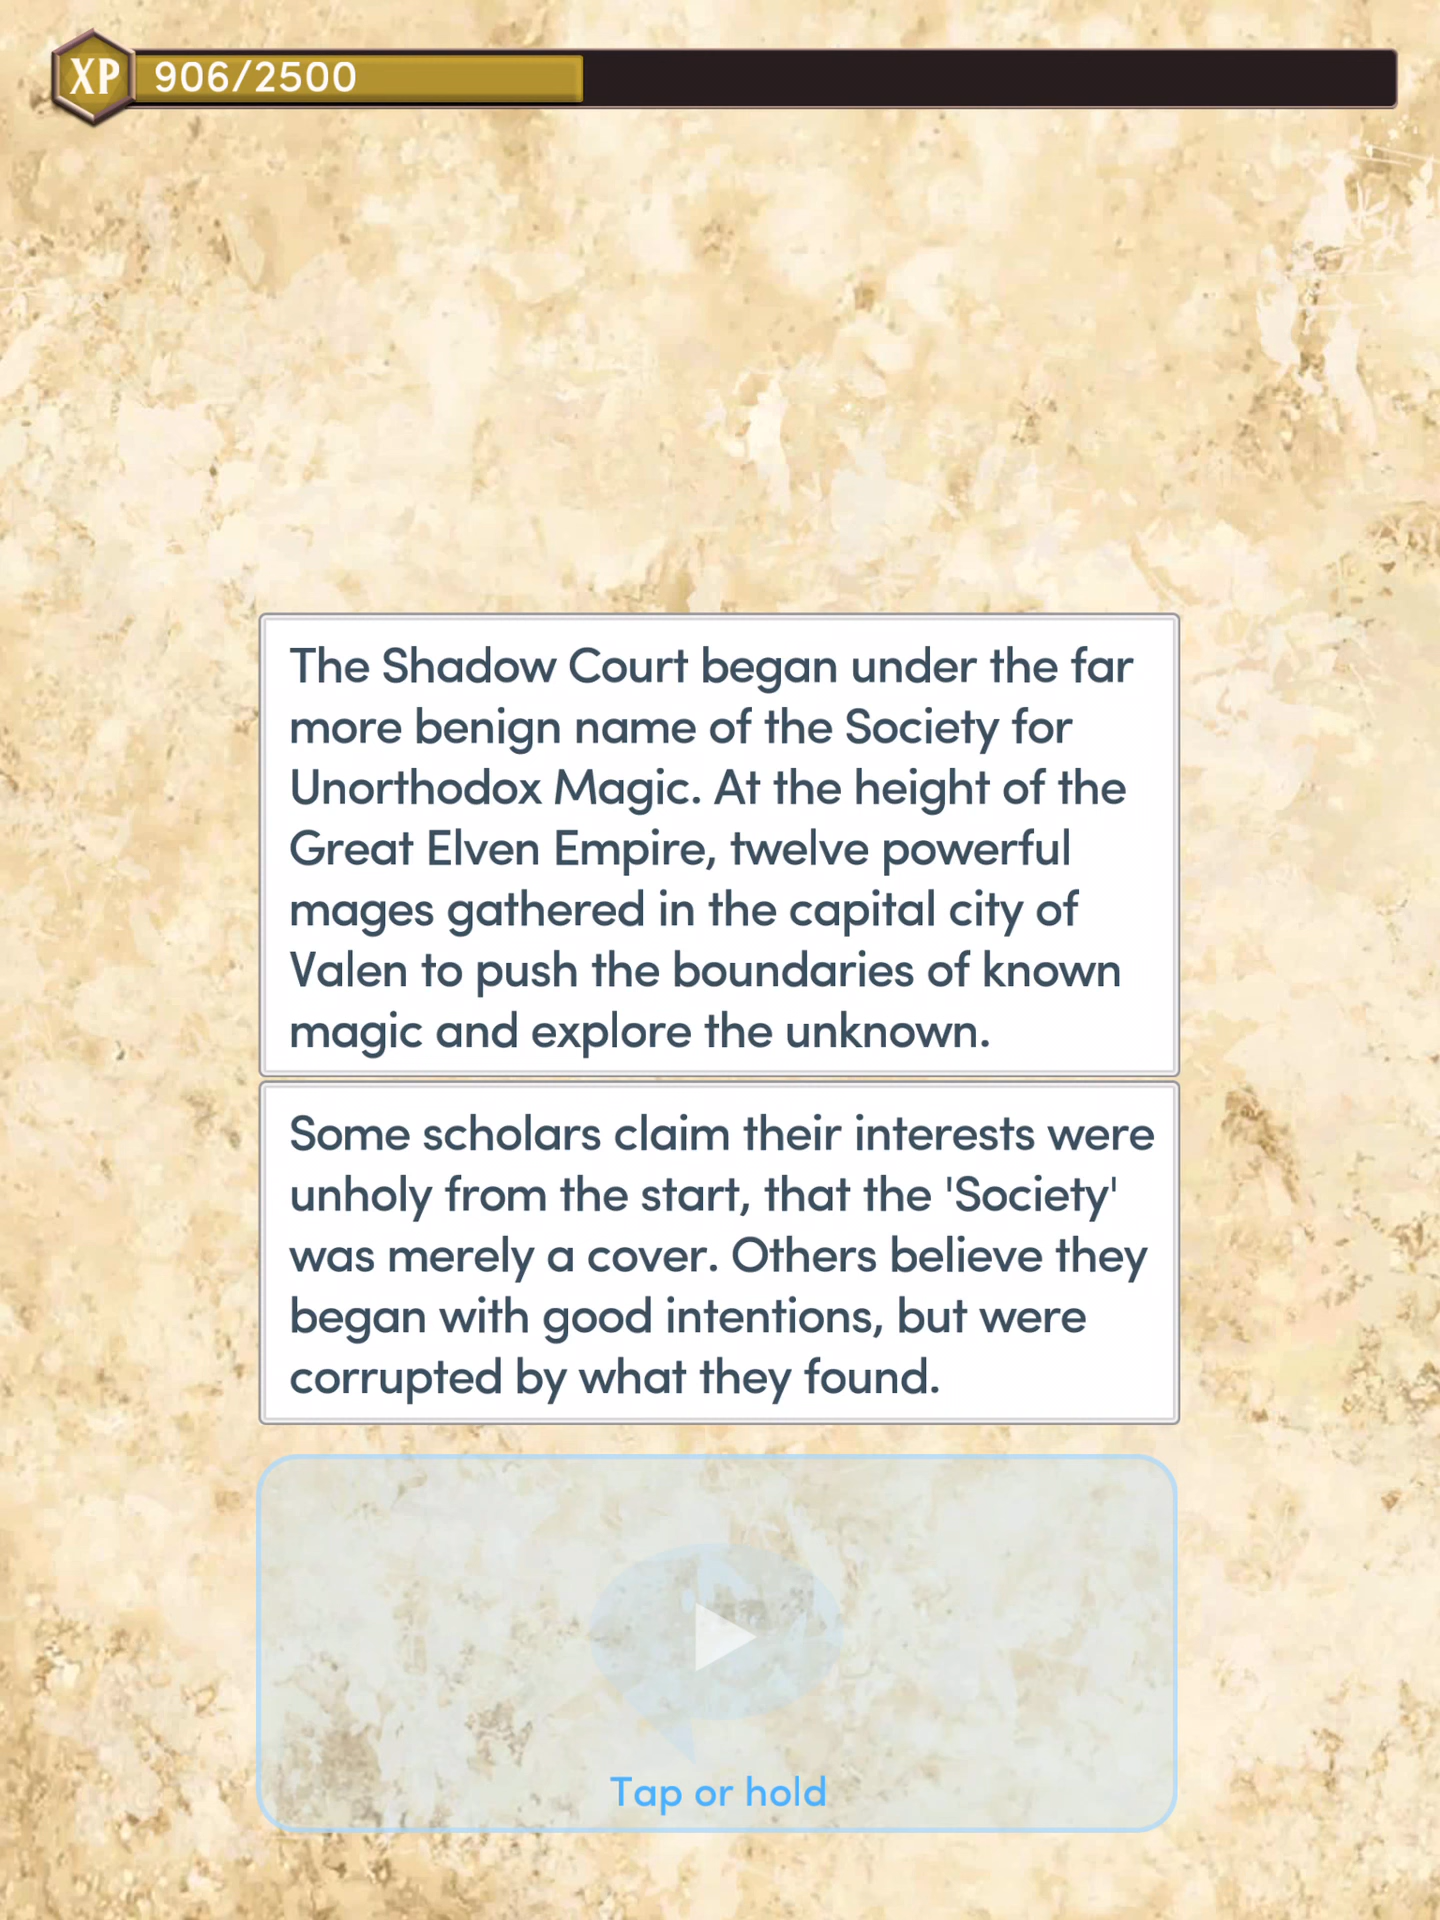 XP 906/2500
The Shadow Court began under the far
more benign name of the Society for
Unorthodox Magic. At the height of the
Great Elven Empire, twelve powerful
mages gathered in the capital city of
Valen to push the boundaries of known
magic and explore the unknown.
Some scholars claim their interests were
unholy from the start, that the 'Society'
was merely a cover. Others believe they
began with good intentions, but were
corrupted by what they found.
Tap or hold